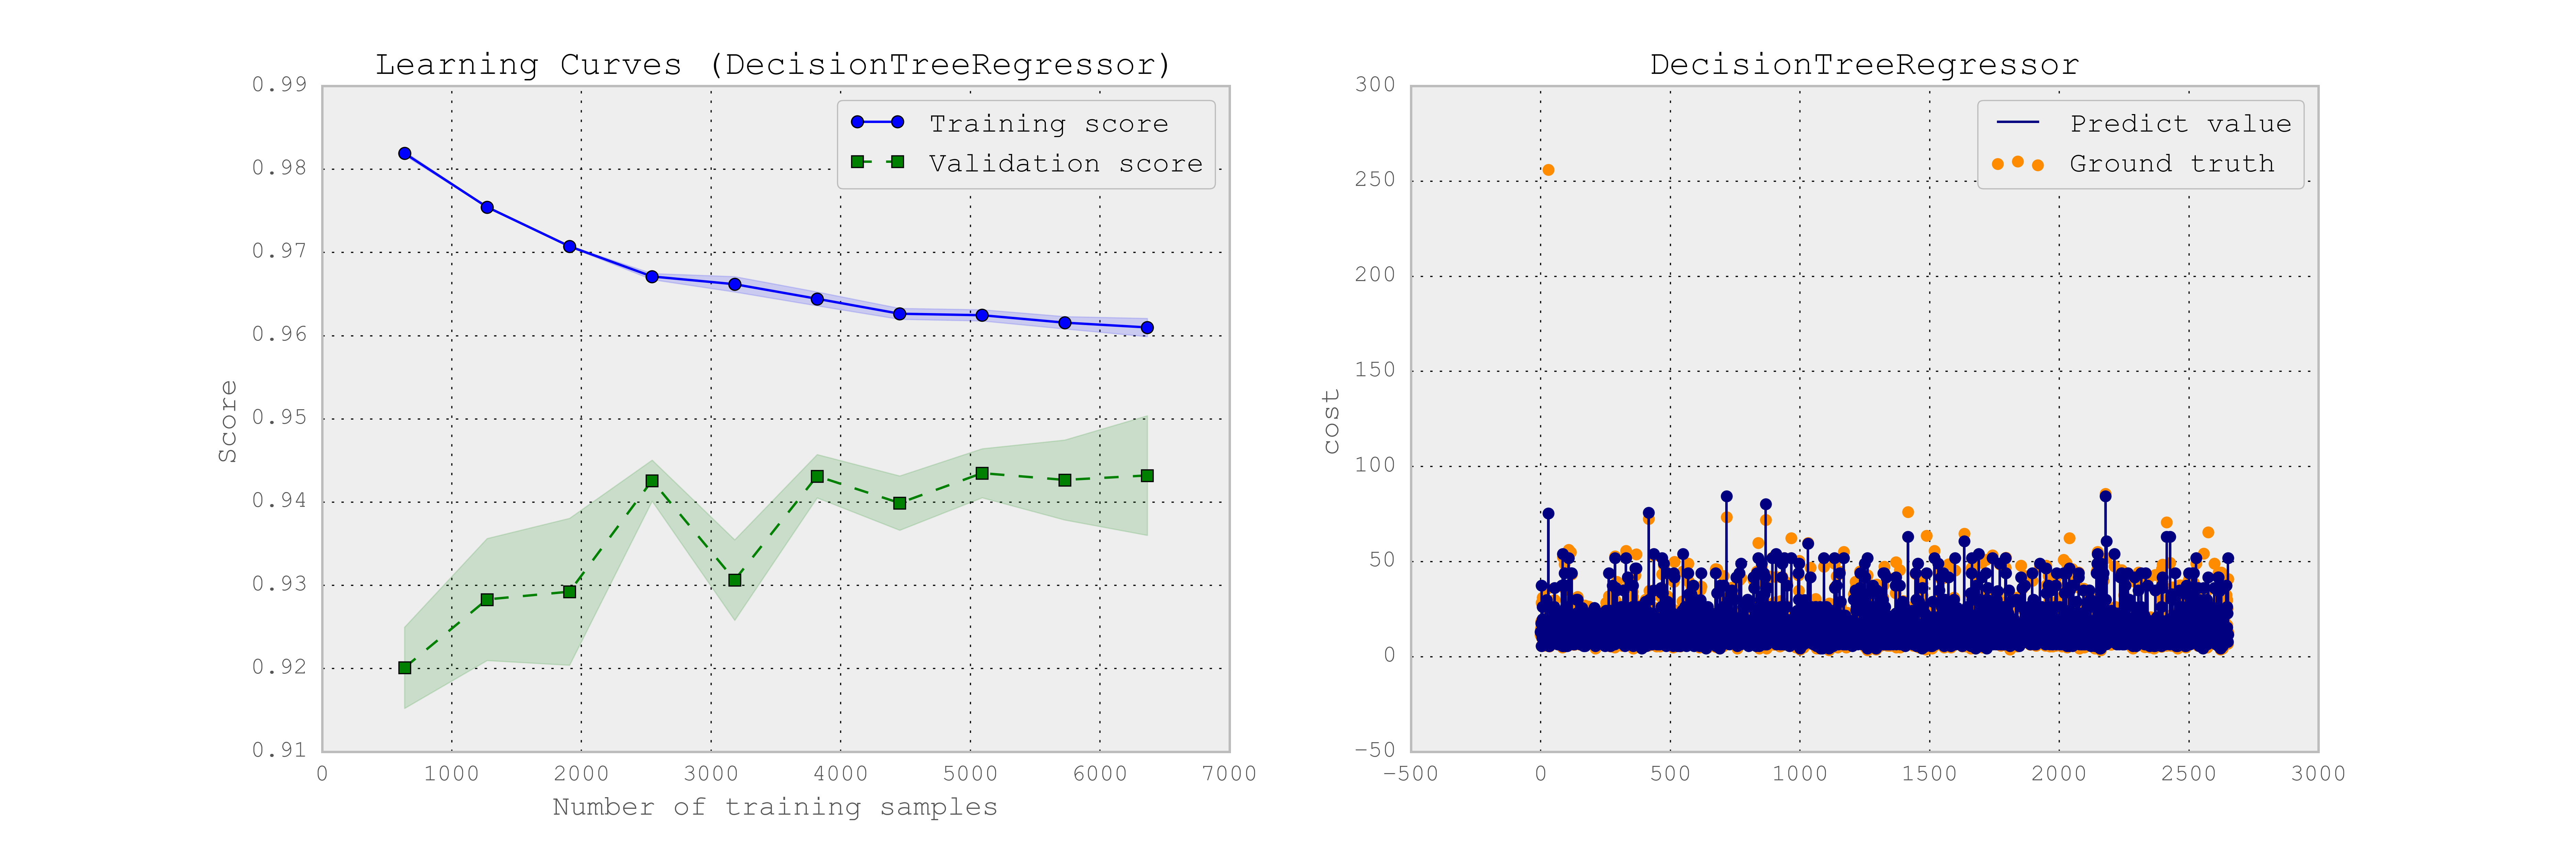 Learning Curves (DecisionTreeRegressor)
0.99
0.98
0.97
0.96
0.95
0.94
0.93
0.92
0.91
Score
Training score
Validation score
0 1000 2000 3000 4000 5000 6000 7000
Number of training samples
DecisionTreeRegressor
300
250
200
150
100
50
0
−50
cost
Predict value
Ground truth
−500 0 500 1000 1500 2000 2500 3000